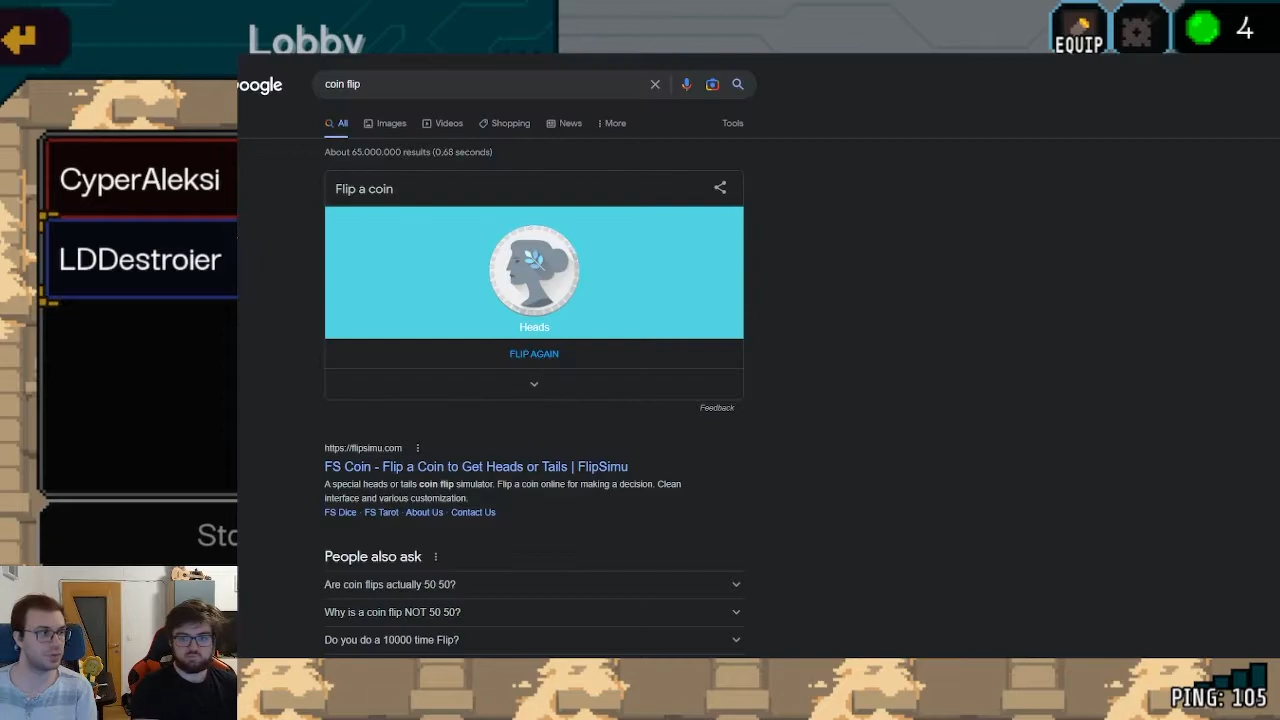 Lobby
EQUIP
4
oogle
coin flip
All
Images
Videos
Shopping
News
More
Tools
About 65.000.000 results (0,68 seconds)
CyperAleksi
Flip a coin
LDDestroier
Heads
FLIP AGAIN
Feedback
https://flipsimu.com
FS Coin - Flip a Coin to Get Heads or Tails | FlipSimu
A special heads or tails coin flip simulator. Flip a coin online for making a decision. Clean
interface and various customization.
FS Dice · FS Tarot · About Us · Contact Us
Sto
People also ask
Are coin flips actually 50 50?
Why is a coin flip NOT 50 50?
Do you do a 10000 time Flip?
PING: 105